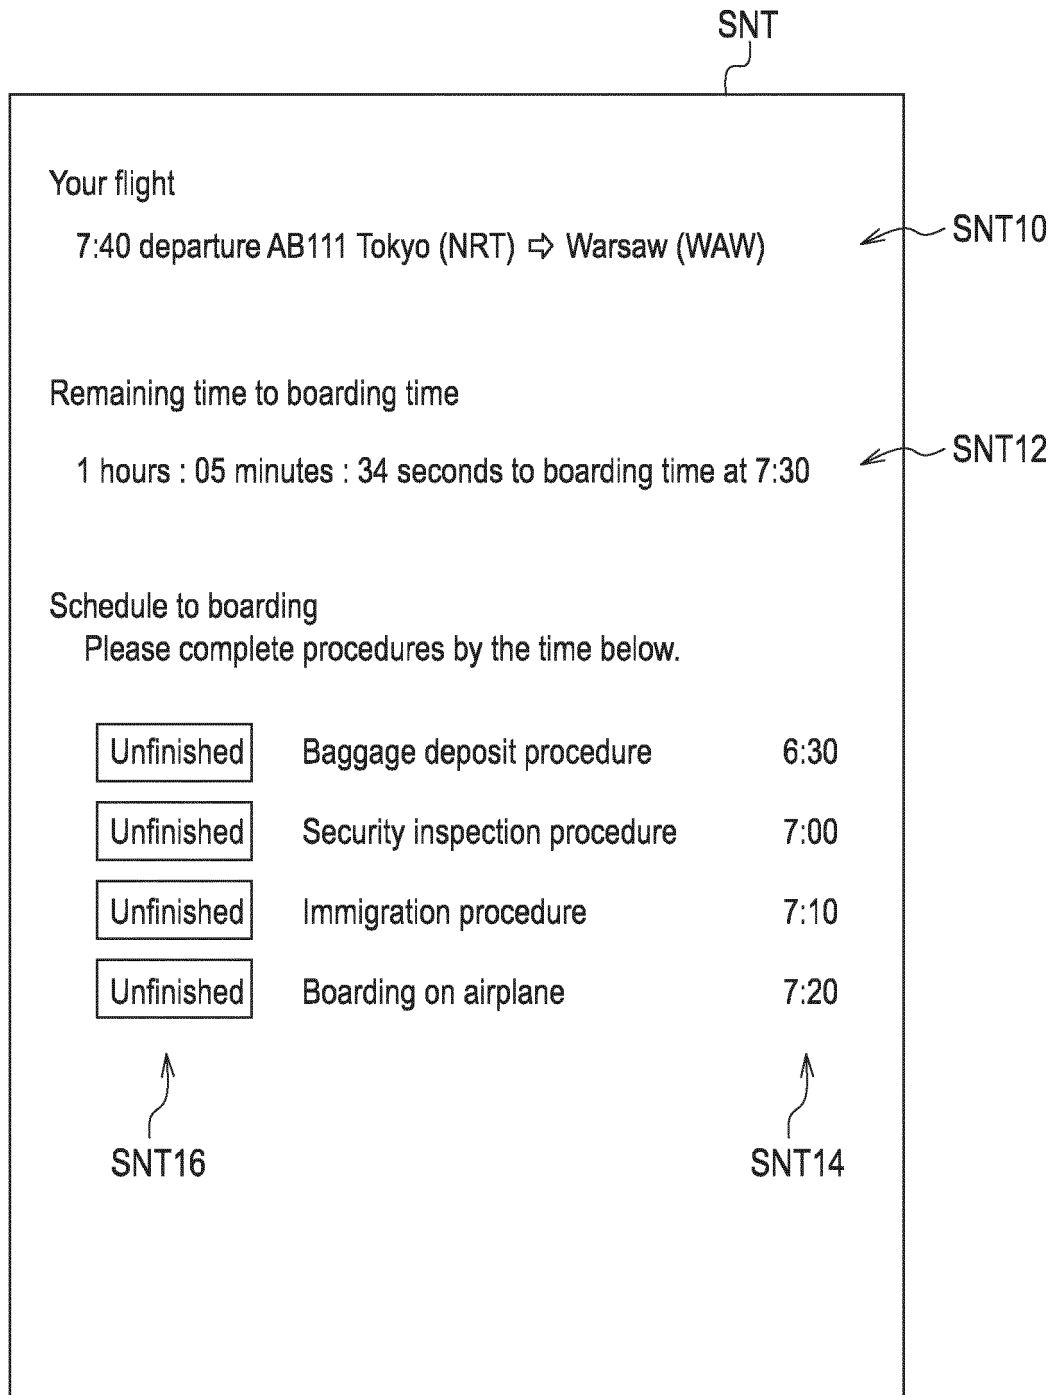 SNT
Your flight
7:40 departure AB111 Tokyo (NRT) ⇨ Warsaw (WAW)
SNT10
Remaining time to boarding time
1 hours : 05 minutes : 34 seconds to boarding time at 7:30
SNT12
Schedule to boarding
Please complete procedures by the time below.
Unfinished Baggage deposit procedure 6:30
Unfinished Security inspection procedure 7:00
Unfinished Immigration procedure 7:10
Unfinished Boarding on airplane 7:20
SNT16 SNT14